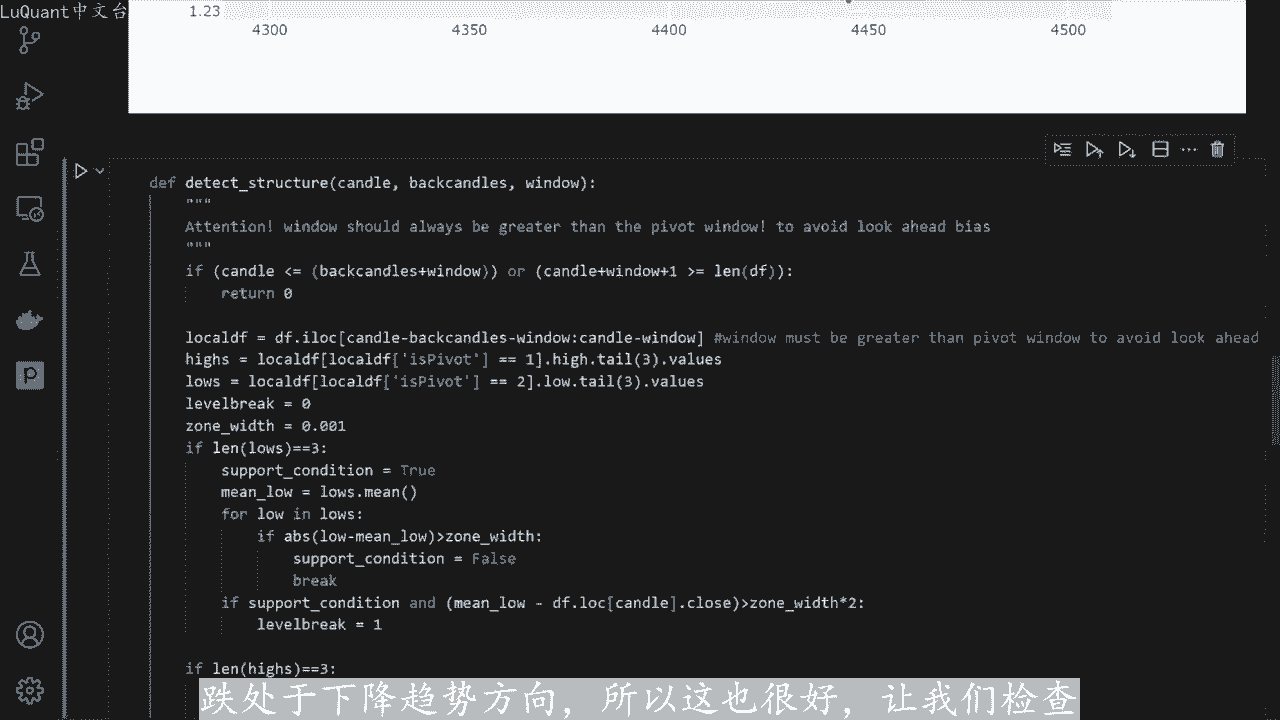 LuQuant中文台
1.23
4300 4350 4400 4450 4500
def detect_structure(candle, backcandles, window):
"""
Attention! window should always be greater than the pivot window! to avoid look ahead bias
"""
if (candle <= (backcandles+window)) or (candle+window+1 >= len(df)):
return 0
localdf = df.iloc[candle-backcandles-window:candle-window] #window must be greater than pivot window to avoid look ahead
highs = localdf[localdf['isPivot'] == 1].high.tail(3).values
lows = localdf[localdf['isPivot'] == 2].low.tail(3).values
levelbreak = 0
zone_width = 0.001
if len(lows)==3:
support_condition = True
mean_low = lows.mean()
for low in lows:
if abs(low-mean_low)>zone_width:
support_condition = False
break
if support_condition and (mean_low - df.loc[candle].close)>zone_width*2:
levelbreak = 1
if len(highs)==3:
跌处于下降趋势方向，所以这也很好，让我们检查